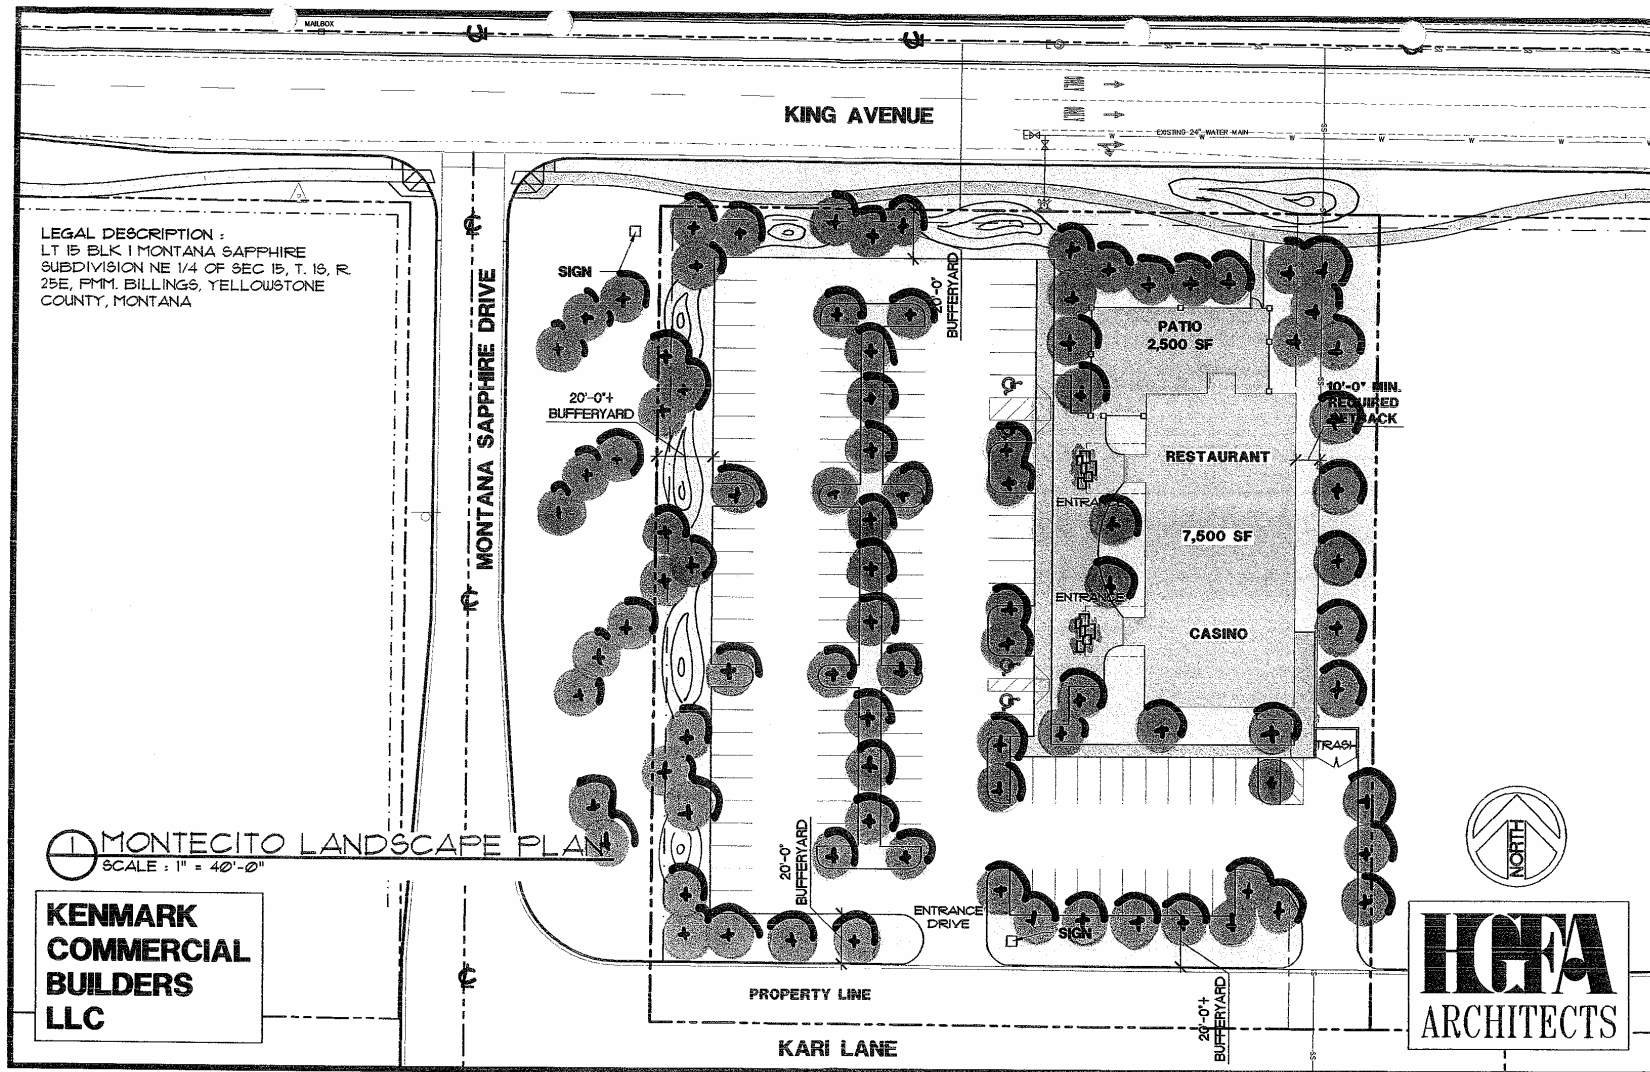 MAILBOX
KING AVENUE
EXISTING 24" WATER MAIN
W
W
W
W
W
LEGAL DESCRIPTION :
LT 15 BLK 1 MONTANA SAPPHIRE
SUBDIVISION NE 1/4 OF SEC 15, T. 1S, R.
25E, PMM. BILLINGS, YELLOWSTONE
COUNTY, MONTANA
SIGN
MONTANA SAPPHIRE DRIVE
20'-0"
BUFFERYARD
PATIO
2,500 SF
20'-0"+
BUFFERYARD
10'-0" MIN.
REQUIRED
SETBACK
RESTAURANT
ENTRANCE
7,500 SF
ENTRANCE
CASINO
TRASH
1
MONTECITO LANDSCAPE PLAN
SCALE : 1" = 40'-0"
20'-0"
BUFFERYARD
NORTH
KENMARK
COMMERCIAL
BUILDERS
LLC
ENTRANCE
DRIVE
SIGN
PROPERTY LINE
20'-0"+
BUFFERYARD
KARI LANE
HGFA
ARCHITECTS